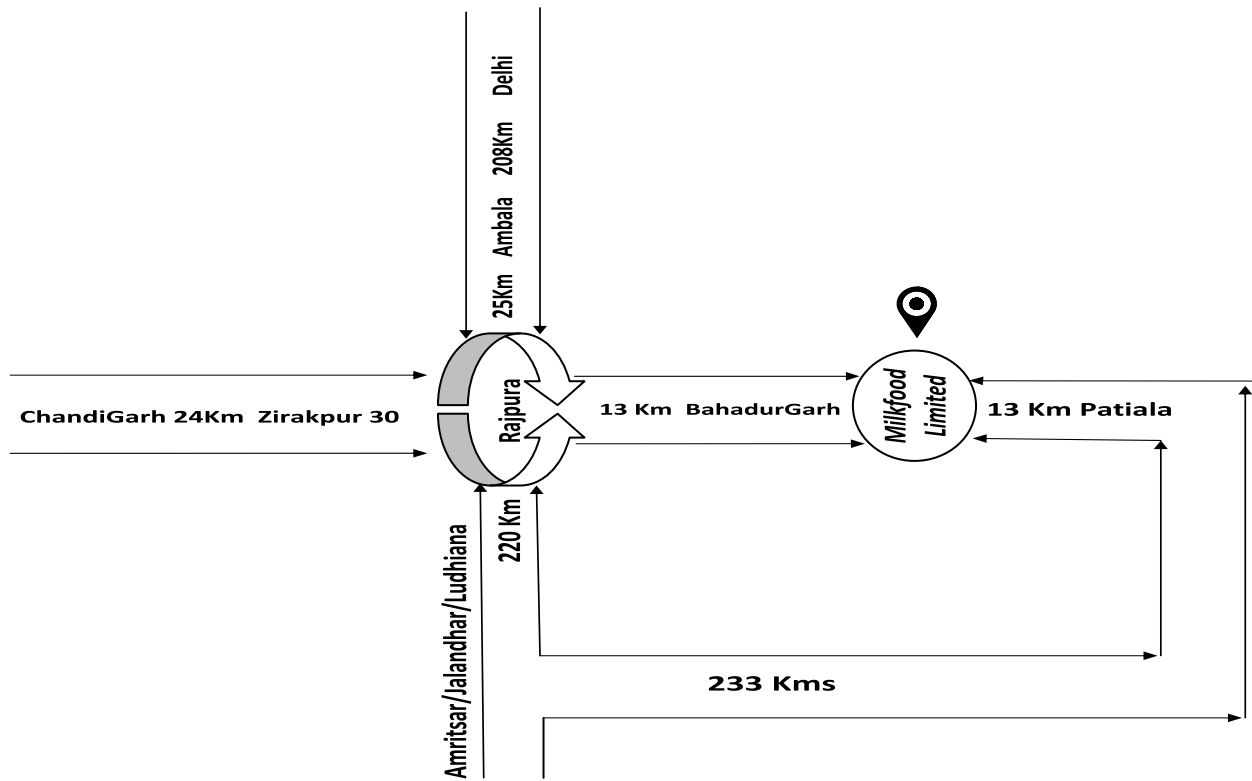 25Km Ambala 208Km Delhi
ChandiGarh 24Km Zirakpur 30
Rajpura
13 Km BahadurGarh
Milkfood
Limited
13 Km Patiala
220 Km
Amritsar/Jalandhar/Ludhiana
233 Kms